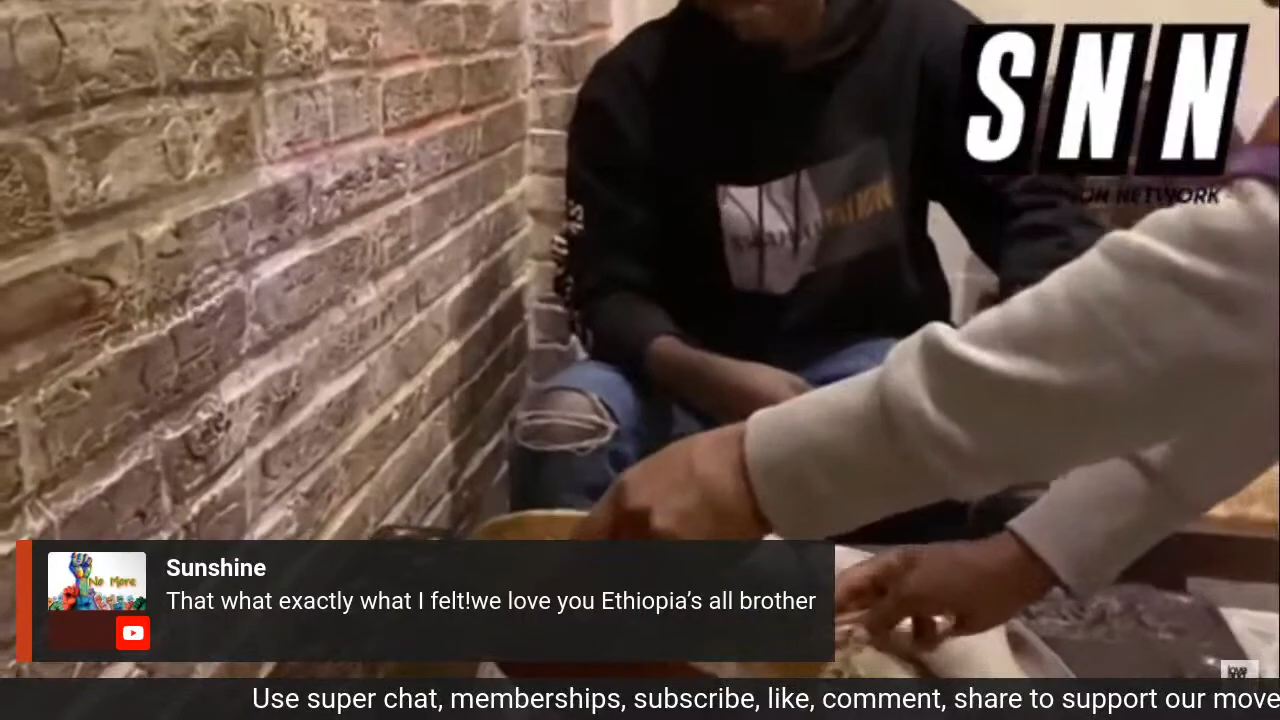 SNN
NETWORK
No More
Sunshine
That what exactly what I felt!we love you Ethiopia’s all brother
Use super chat, memberships, subscribe, like, comment, share to support our move